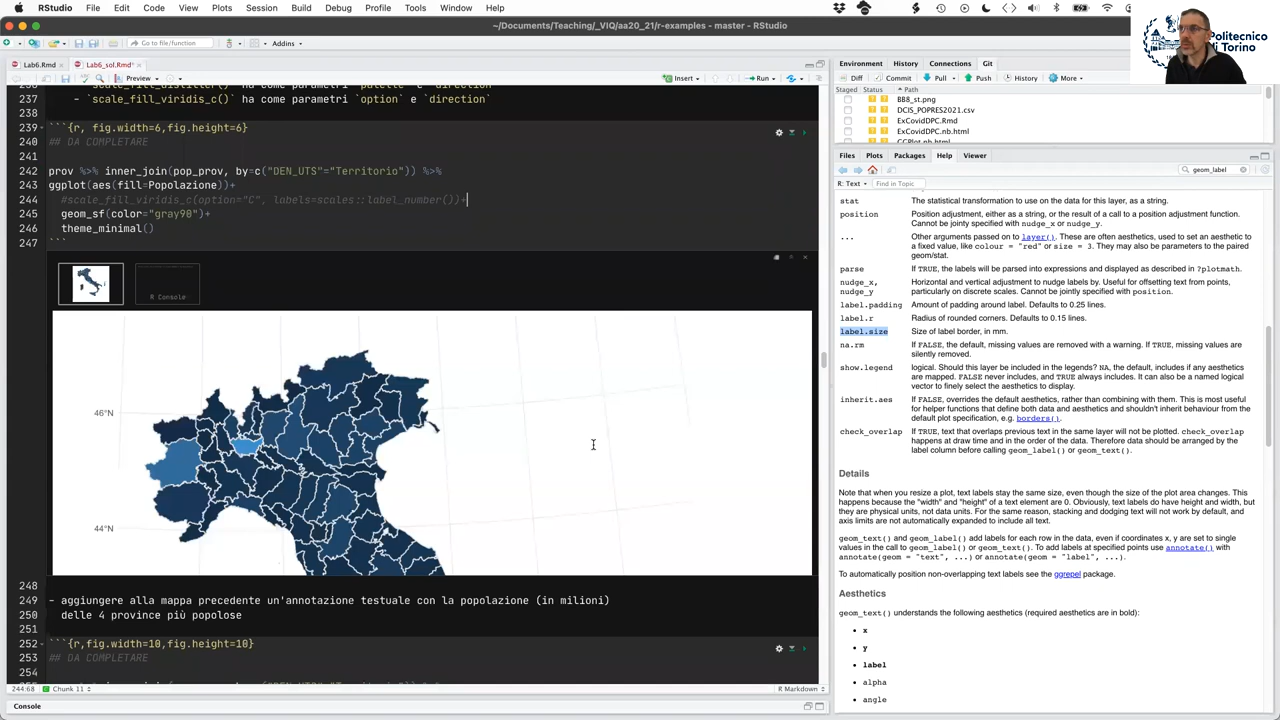 RStudio File Edit Code View Plots Session Build Debug Profile Tools Window Help
~/Documents/Teaching/_VIQ/aa20_21/r-examples - master - RStudio
Go to file/function Addins
Politecnico
di Torino
Lab6.Rmd Lab6_sol.Rmd*
Preview Insert Run
237 - `scale_fill_viridis_c()` ha come parametri `option` e `direction`
238
239 ```{r, fig.width=6,fig.height=6}
240 ## DA COMPLETARE
241
242 prov %>% inner_join(pop_prov, by=c("DEN_UTS"="Territorio")) %>%
243 ggplot(aes(fill=Popolazione))+
244 #scale_fill_viridis_c(option="C", labels=scales::label_number())+
245 geom_sf(color="gray90")+
246 theme_minimal()
247 ```
R Console
46°N
44°N
248
249 - aggiungere alla mappa precedente un'annotazione testuale con la popolazione (in milioni)
250 delle 4 province più popolose
251
252 ```{r,fig.width=10,fig.height=10}
253 ## DA COMPLETARE
254
244:68 Chunk 11 R Markdown
Console
Environment History Connections Git
Diff Commit Pull Push History More
Staged Status Path
BB8_st.png
DCIS_POPRES2021.csv
ExCovidDPC.Rmd
ExCovidDPC.nb.html
Files Plots Packages Help Viewer
geom_label
R: Text Find in Topic
stat The statistical transformation to use on the data for this layer, as a string.
position Position adjustment, either as a string, or the result of a call to a position adjustment function.
Cannot be jointly specified with nudge_x or nudge_y.
... Other arguments passed on to layer(). These are often aesthetics, used to set an aesthetic to
a fixed value, like colour = "red" or size = 3. They may also be parameters to the paired
geom/stat.
parse If TRUE, the labels will be parsed into expressions and displayed as described in ?plotmath.
nudge_x, Horizontal and vertical adjustment to nudge labels by. Useful for offsetting text from points,
nudge_y particularly on discrete scales. Cannot be jointly specified with position.
label.padding Amount of padding around label. Defaults to 0.25 lines.
label.r Radius of rounded corners. Defaults to 0.15 lines.
label.size Size of label border, in mm.
na.rm If FALSE, the default, missing values are removed with a warning. If TRUE, missing values are
silently removed.
show.legend logical. Should this layer be included in the legends? NA, the default, includes if any aesthetics
are mapped. FALSE never includes, and TRUE always includes. It can also be a named logical
vector to finely select the aesthetics to display.
inherit.aes If FALSE, overrides the default aesthetics, rather than combining with them. This is most useful
for helper functions that define both data and aesthetics and shouldn't inherit behaviour from the
default plot specification, e.g. borders().
check_overlap If TRUE, text that overlaps previous text in the same layer will not be plotted. check_overlap
happens at draw time and in the order of the data. Therefore data should be arranged by the
label column before calling geom_label() or geom_text().
Details
Note that when you resize a plot, text labels stay the same size, even though the size of the plot area changes. This
happens because the "width" and "height" of a text element are 0. Obviously, text labels do have height and width, but
they are physical units, not data units. For the same reason, stacking and dodging text will not work by default, and
axis limits are not automatically expanded to include all text.
geom_text() and geom_label() add labels for each row in the data, even if coordinates x, y are set to single
values in the call to geom_label() or geom_text(). To add labels at specified points use annotate() with
annotate(geom = "text", ...) or annotate(geom = "label", ...).
To automatically position non-overlapping text labels see the ggrepel package.
Aesthetics
geom_text() understands the following aesthetics (required aesthetics are in bold):
• x
• y
• label
• alpha
• angle